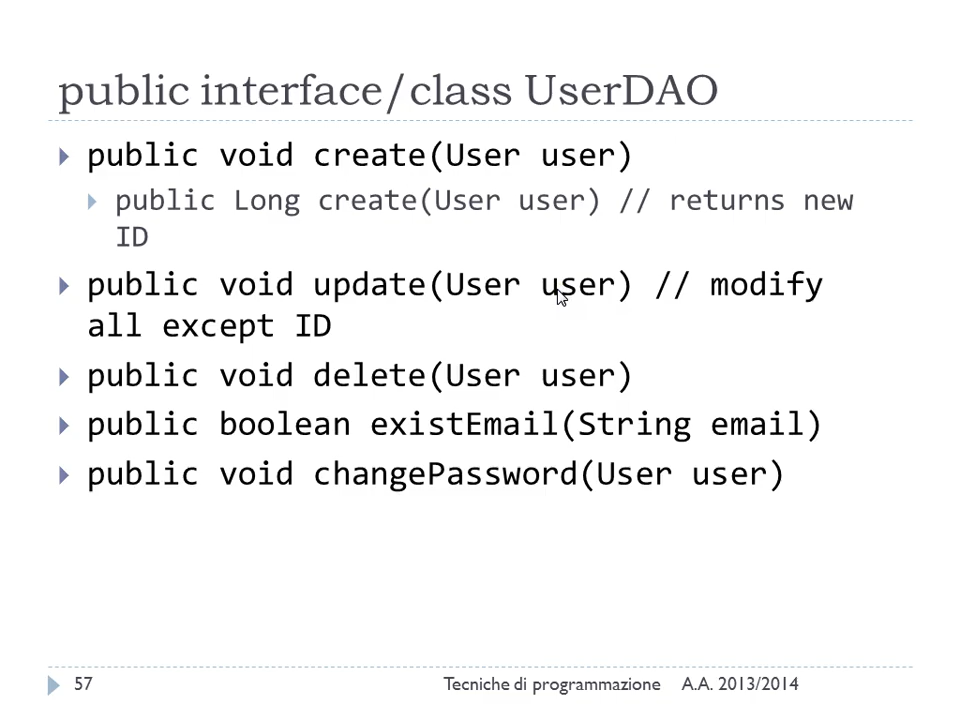 public interface/class UserDAO
public void create(User user)
public Long create(User user) // returns new
ID
public void update(User user) // modify
all except ID
public void delete(User user)
public boolean existEmail(String email)
public void changePassword(User user)
57 Tecniche di programmazione A.A. 2013/2014